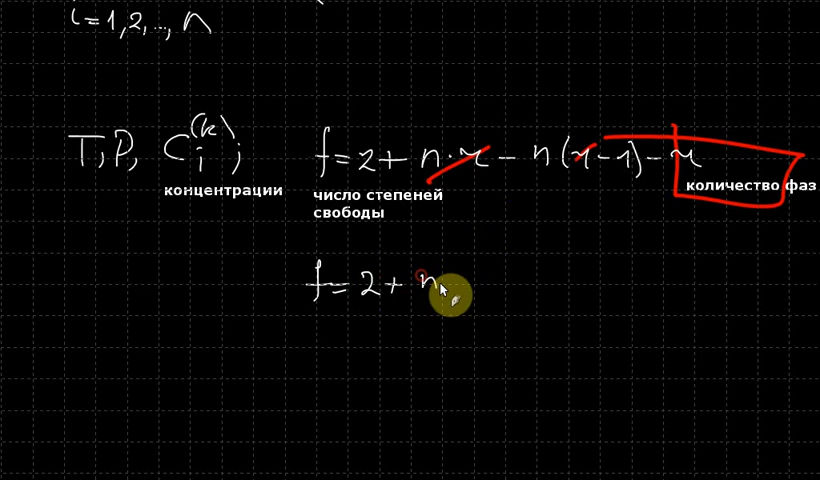 i = 1,2,..., n
T, P, C_i^(k);
f = 2 + n·r - n(r-1) - r
концентрации
число степеней
свободы
количество фаз
f = 2 + n